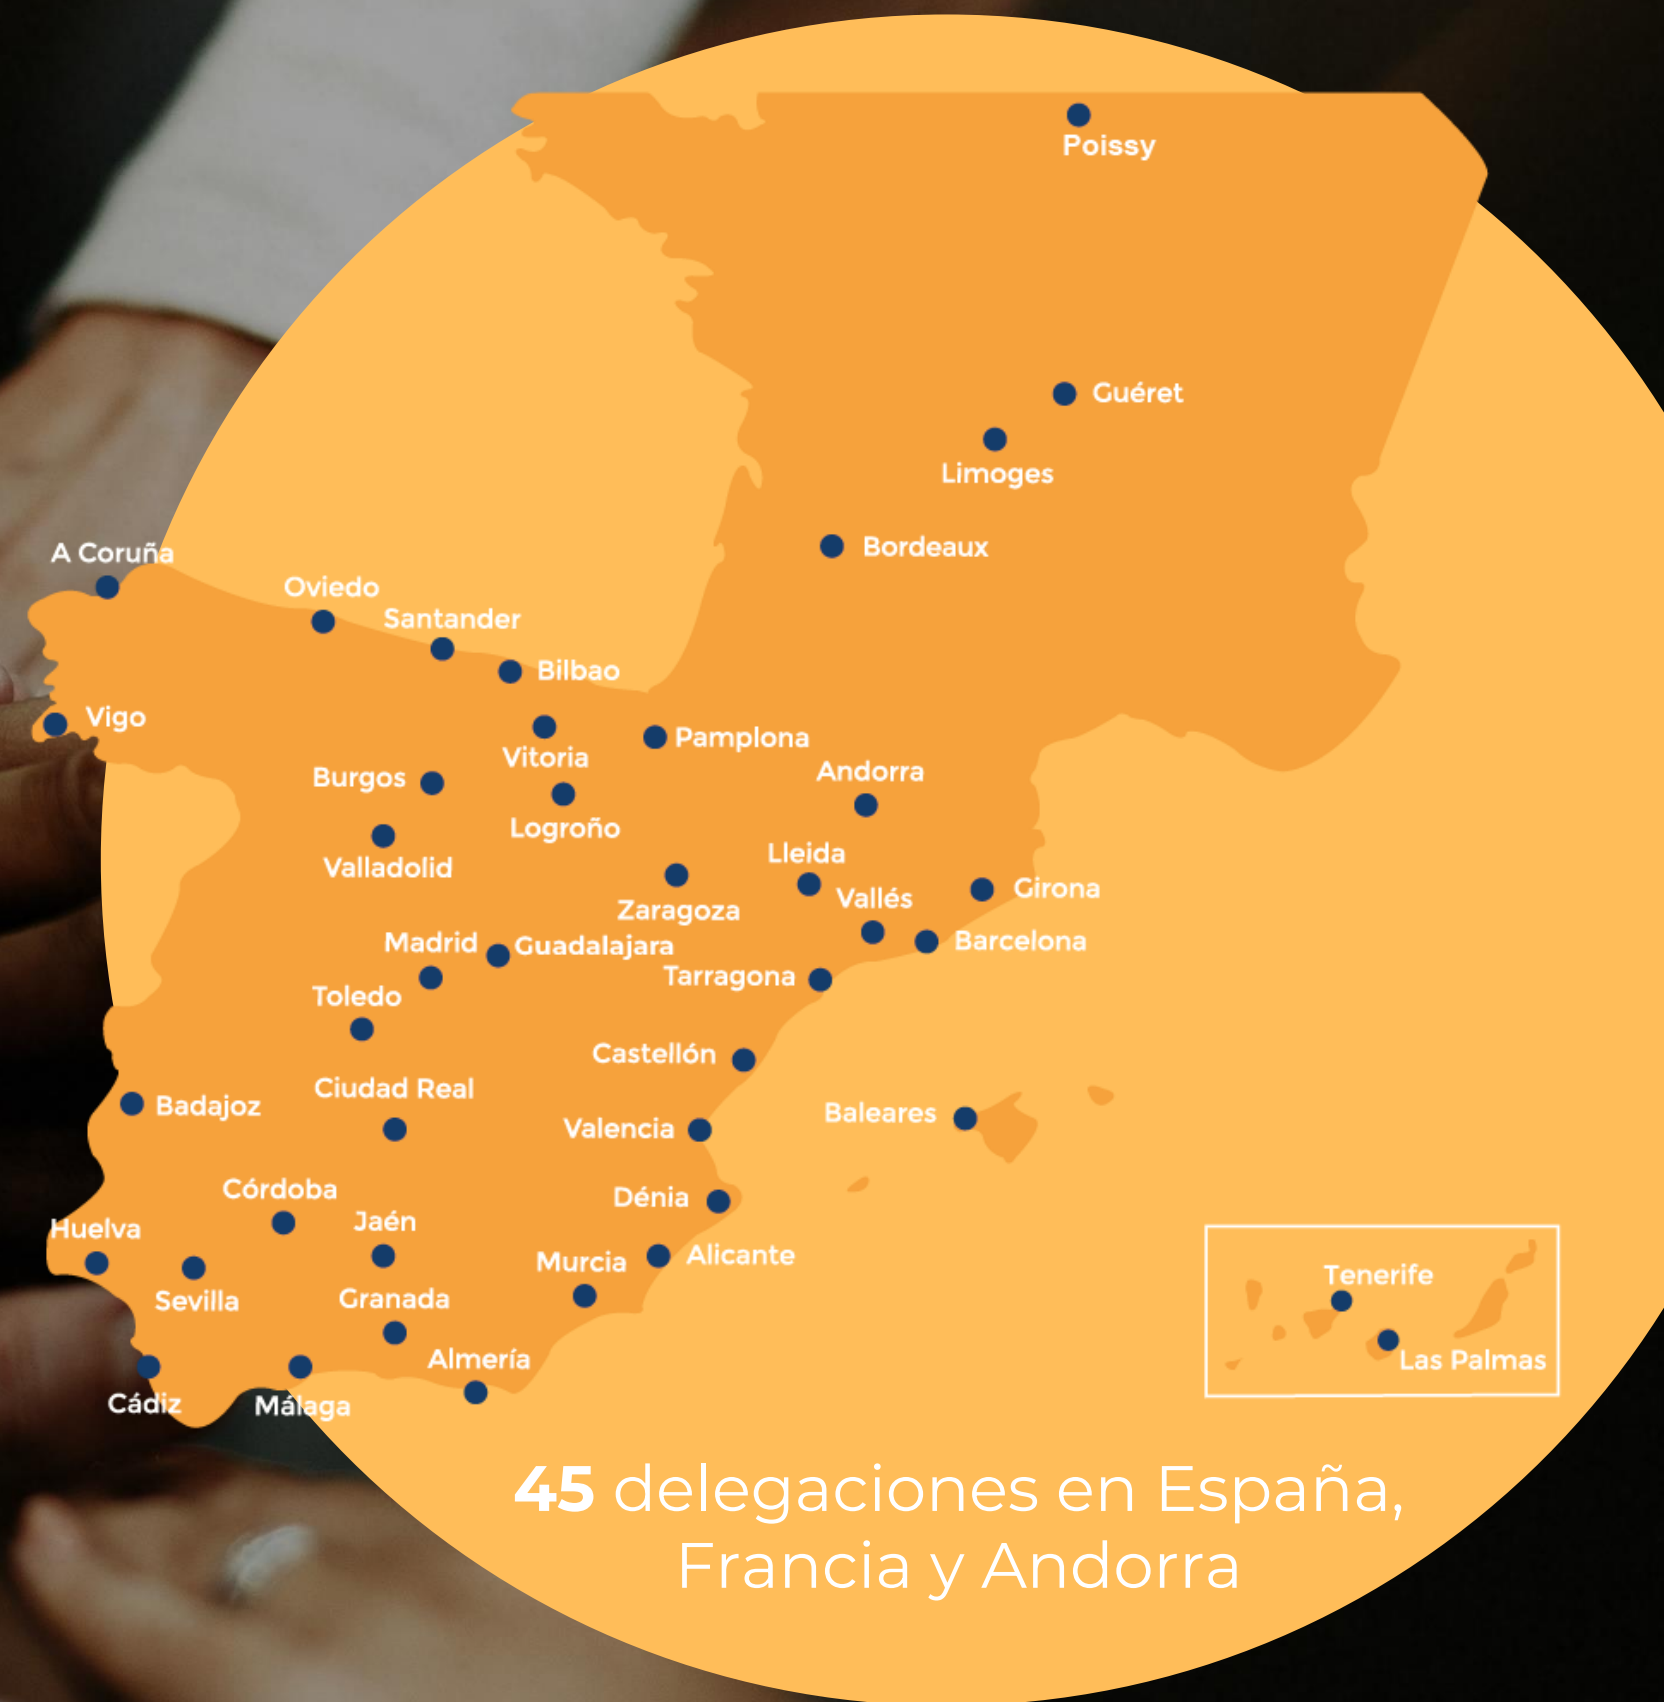 Poissy
Guéret
Limoges
Bordeaux
A Coruña
Oviedo
Santander
Bilbao
Vigo
Vitoria
Pamplona
Burgos
Andorra
Logroño
Valladolid
Lleida
Zaragoza
Vallés
Girona
Madrid
Guadalajara
Barcelona
Tarragona
Toledo
Castellón
Ciudad Real
Badajoz
Valencia
Baleares
Córdoba
Dénia
Huelva
Jaén
Murcia
Alicante
Sevilla
Granada
Tenerife
Almería
Las Palmas
Cádiz
Málaga
45 delegaciones en España,
Francia y Andorra